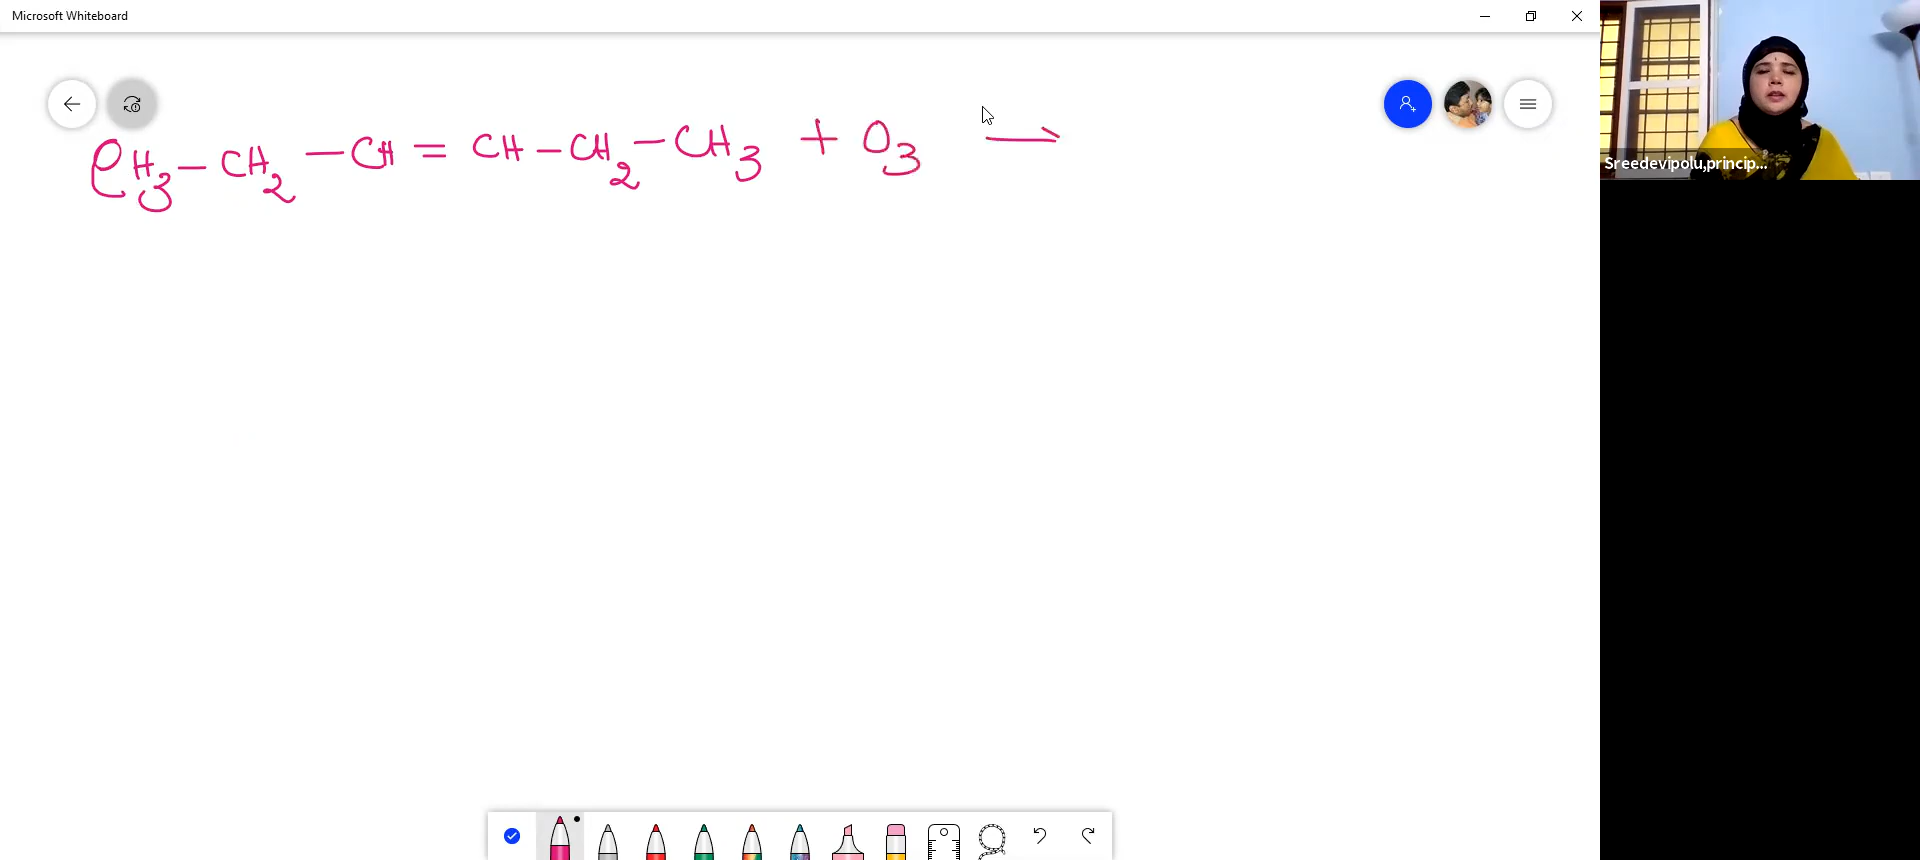 Microsoft Whiteboard
CH3 – CH2 – CH = CH – CH2 – CH3 + O3 →
Sreedevipolu,princip...